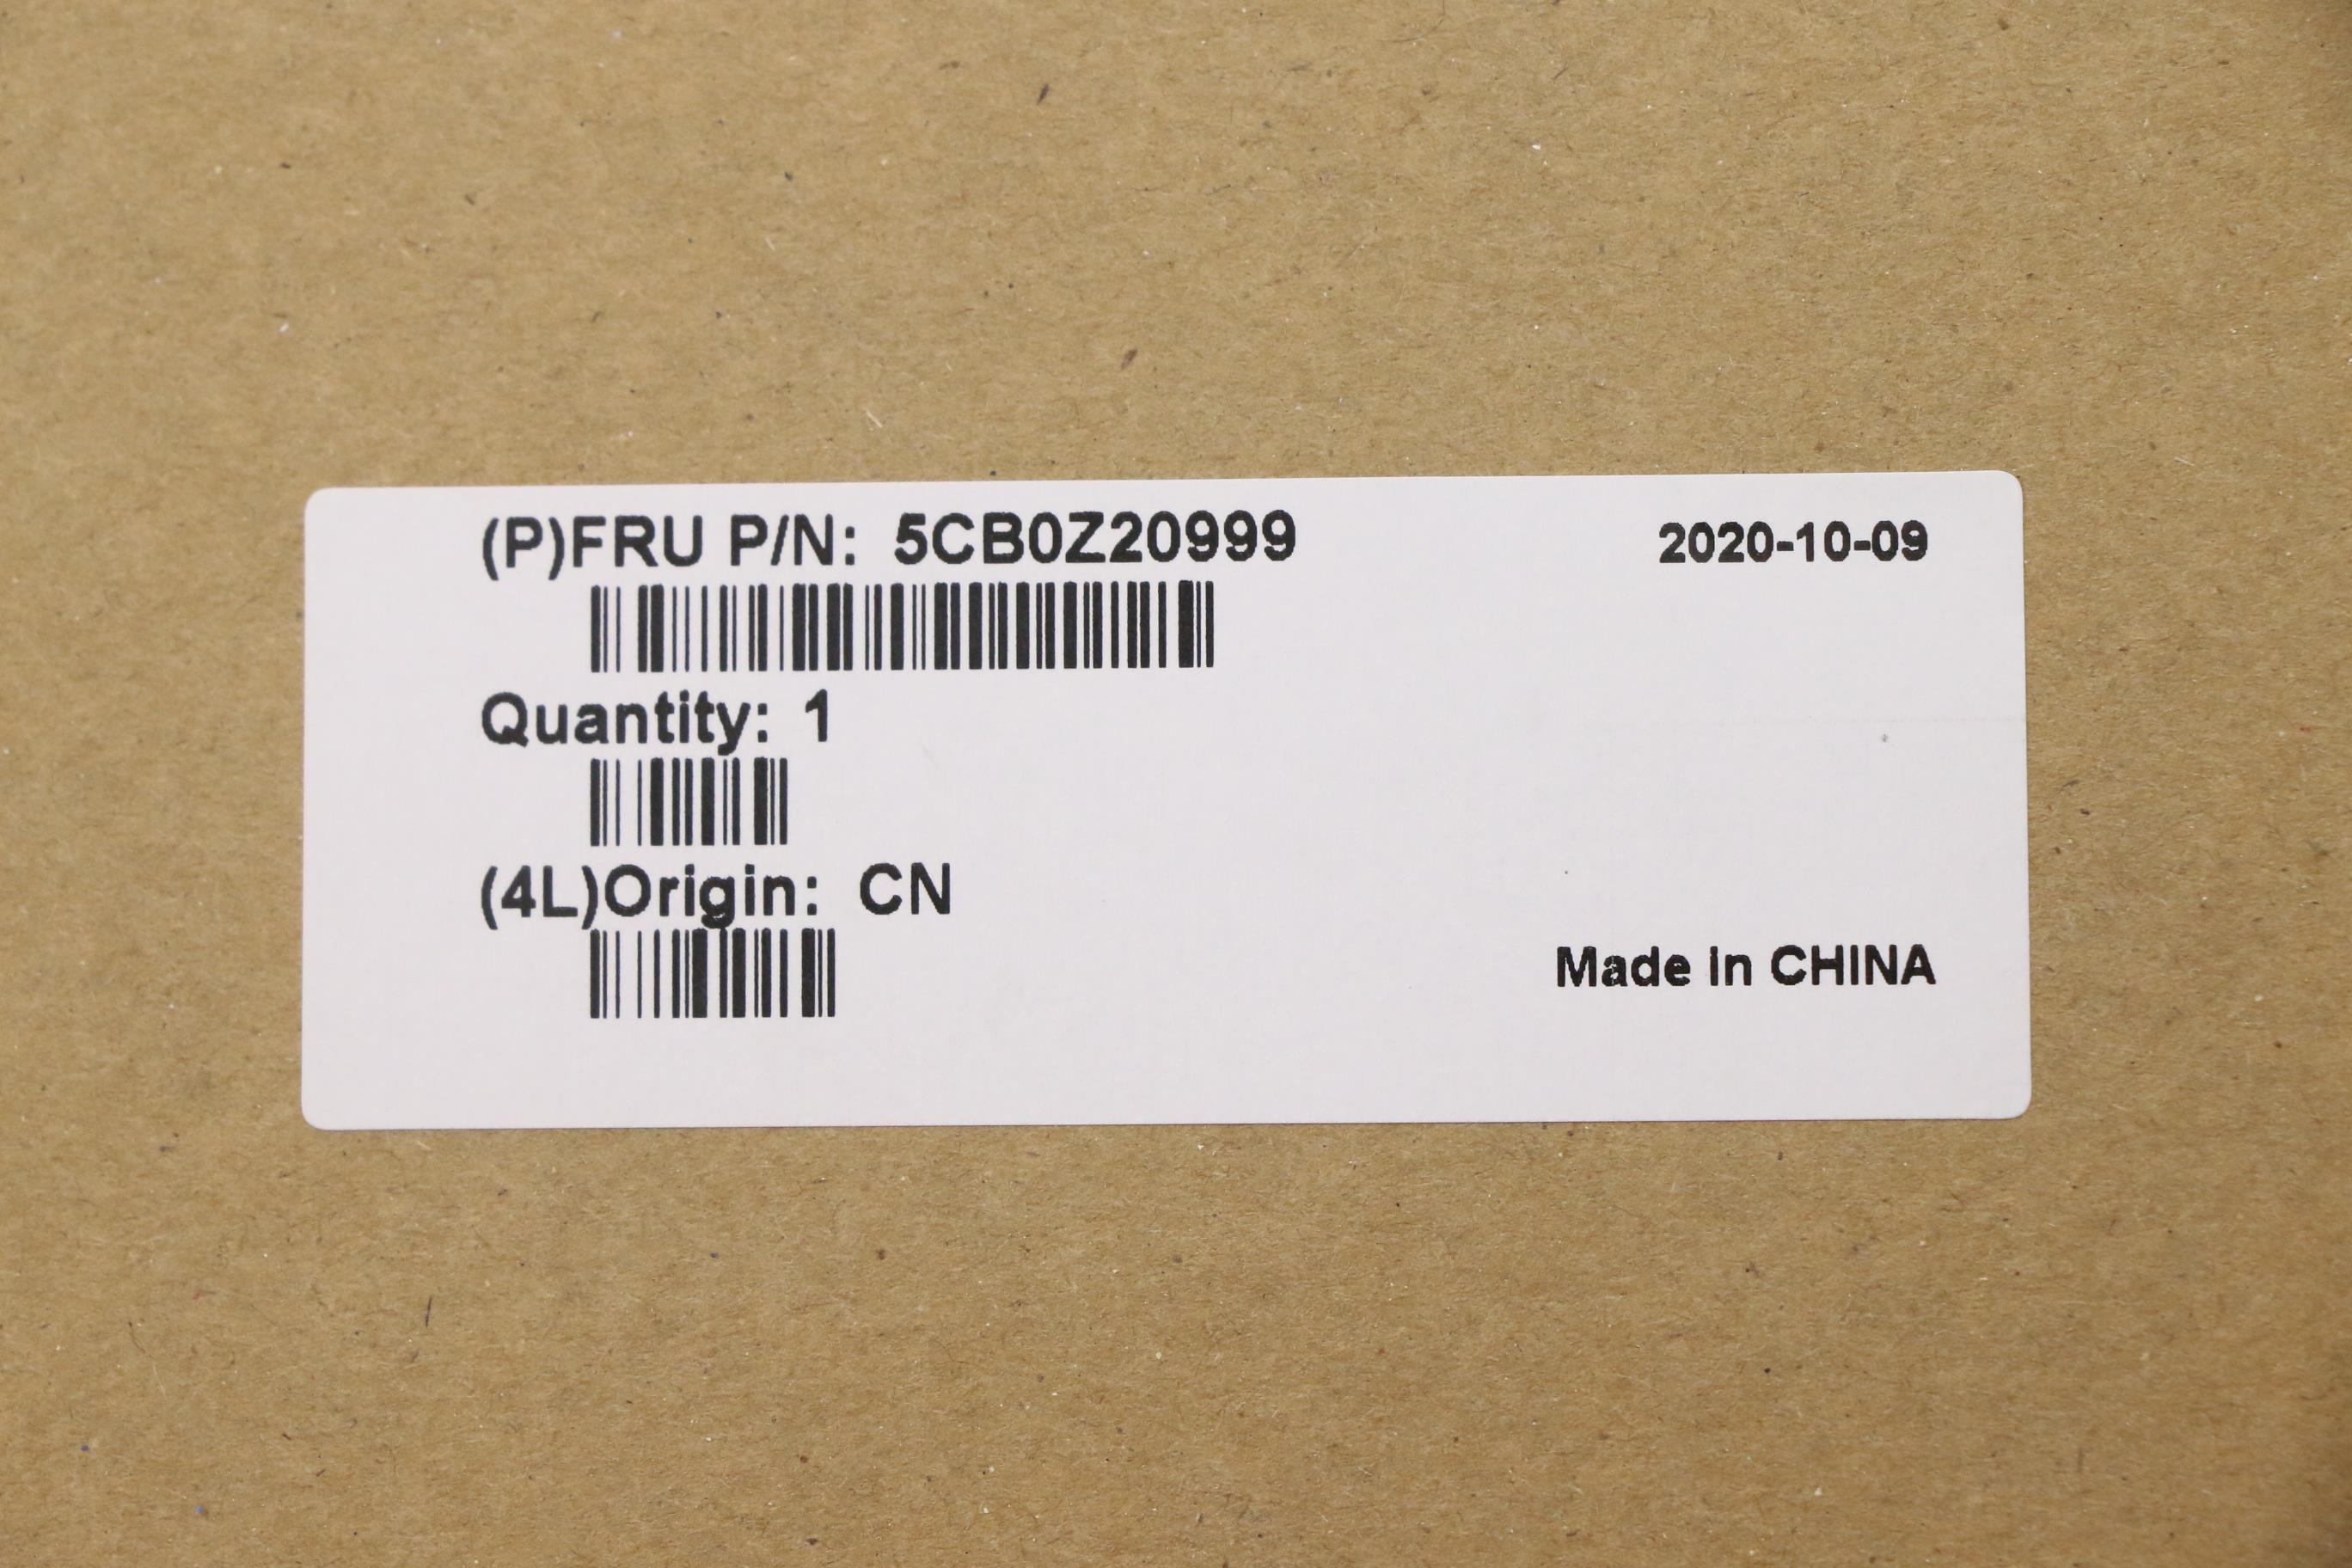 (P)FRU P/N: 5CB0Z20999
2020-10-09
Quantity: 1
(4L)Origin: CN
Made in CHINA